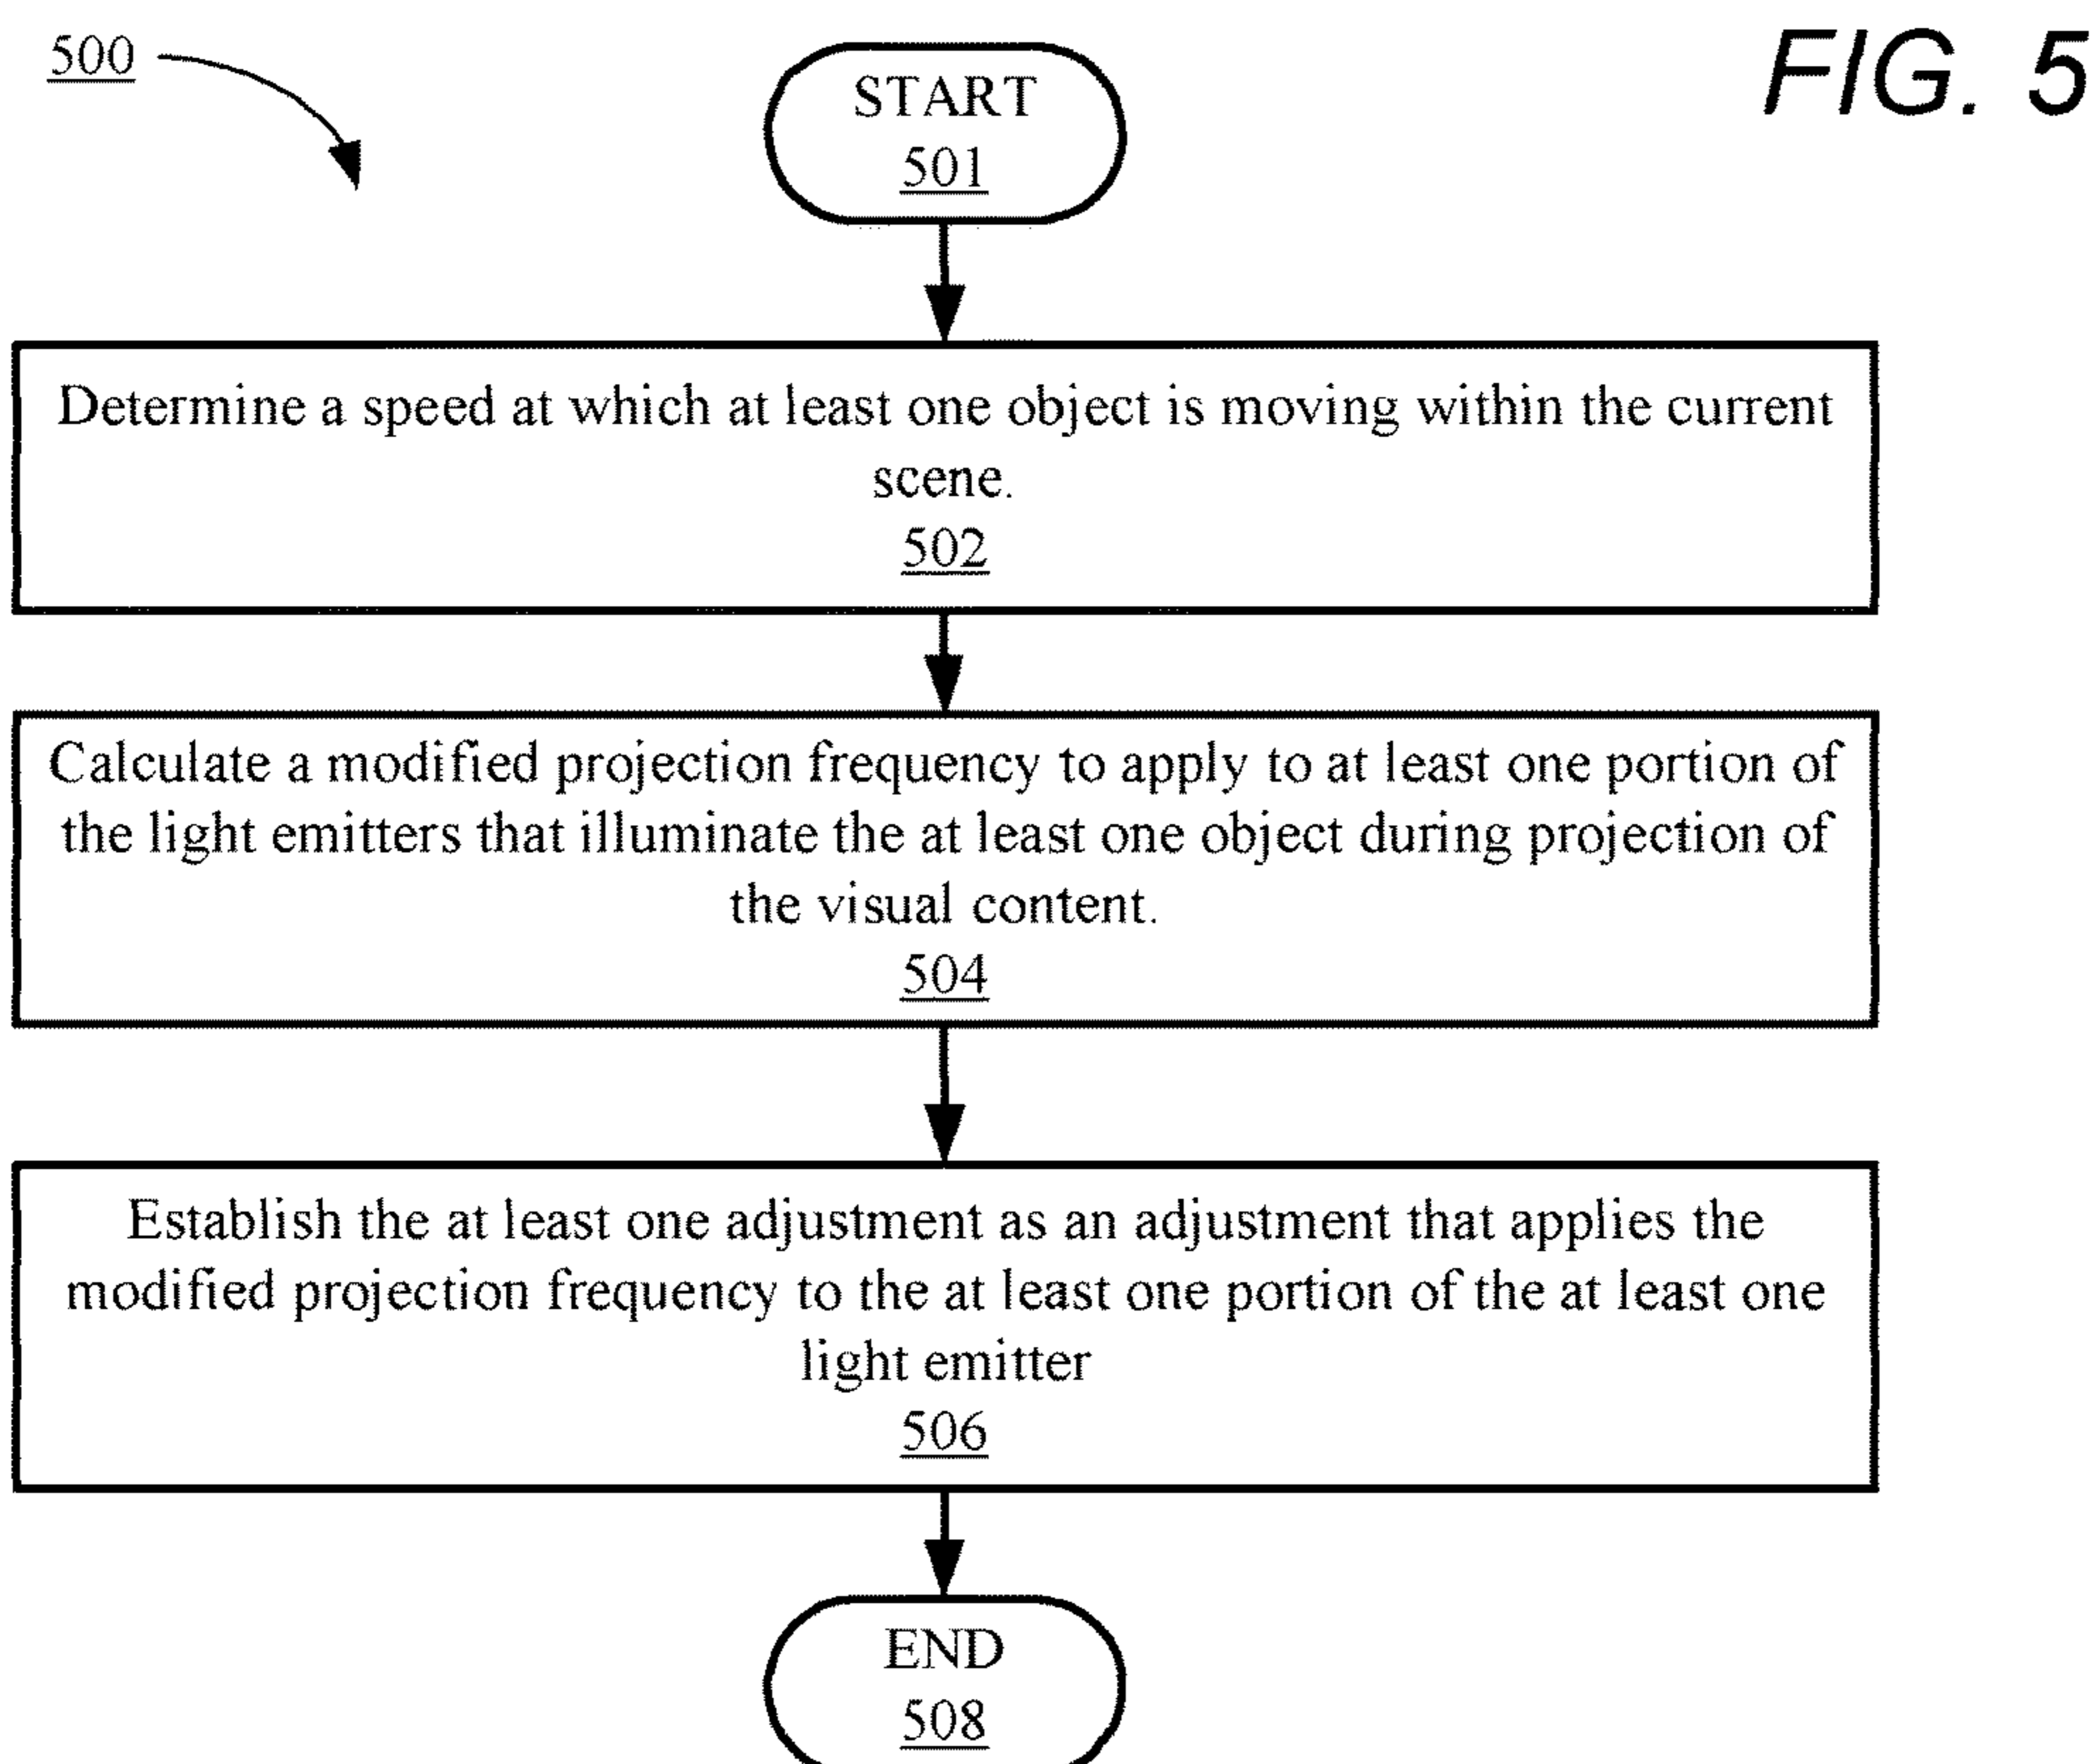 500
FIG. 5
START
501
Determine a speed at which at least one object is moving within the current
scene.
502
Calculate a modified projection frequency to apply to at least one portion of
the light emitters that illuminate the at least one object during projection of
the visual content.
504
Establish the at least one adjustment as an adjustment that applies the
modified projection frequency to the at least one portion of the at least one
light emitter
506
END
508